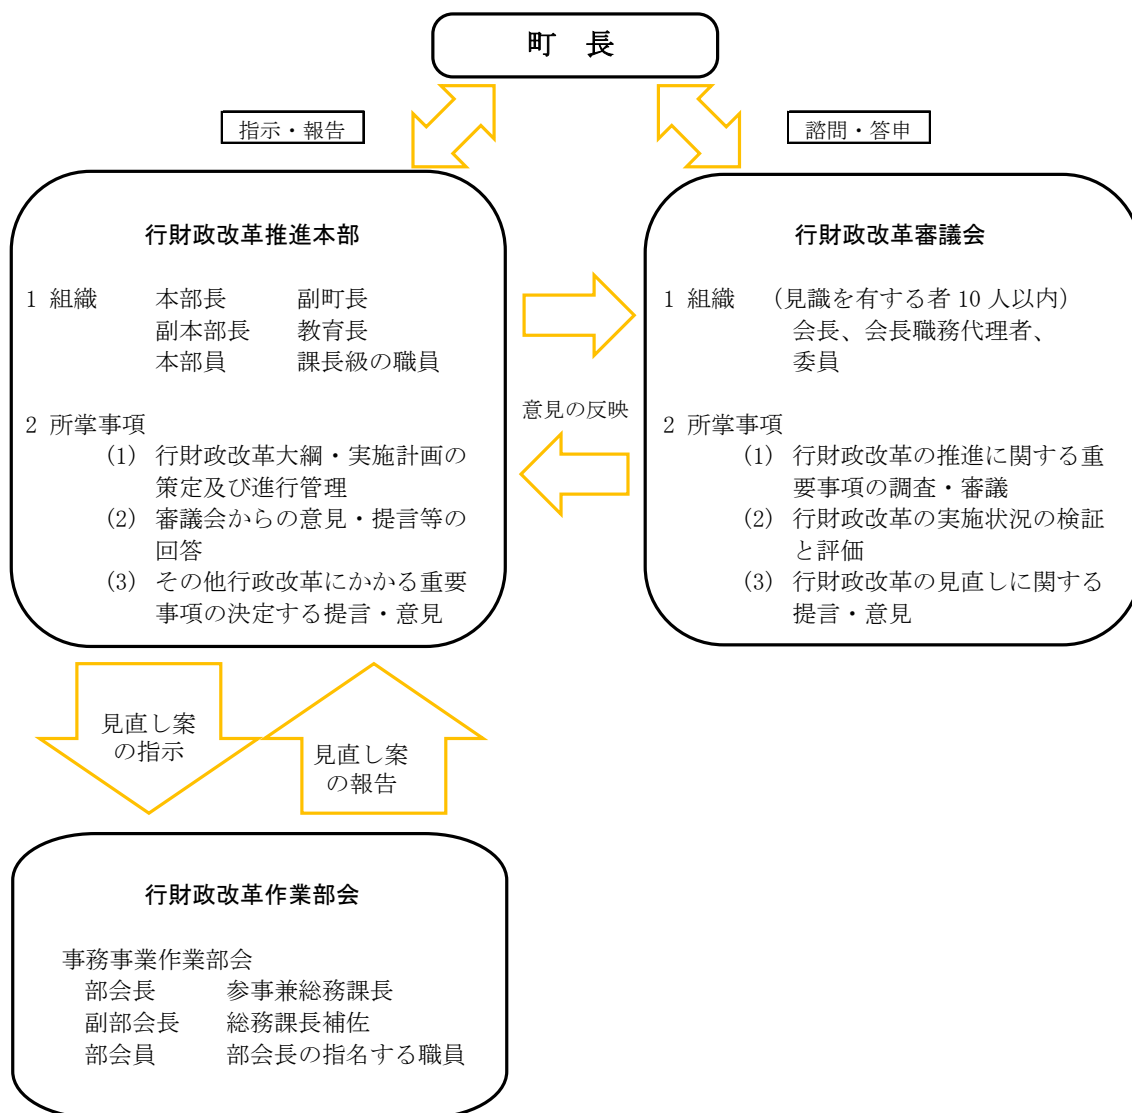 町　長
指示・報告
諮問・答申
行財政改革推進本部
1 組織　本部長　副町長
副本部長　教育長
本部員　課長級の職員
2 所掌事項
(1) 行財政改革大綱・実施計画の
策定及び進行管理
(2) 審議会からの意見・提言等の
回答
(3) その他行政改革にかかる重要
事項の決定する提言・意見
意見の反映
行財政改革審議会
1 組織　（見識を有する者 10 人以内）
会長、会長職務代理者、
委員
2 所掌事項
(1) 行財政改革の推進に関する重
要事項の調査・審議
(2) 行財政改革の実施状況の検証
と評価
(3) 行財政改革の見直しに関する
提言・意見
見直し案
の指示
見直し案
の報告
行財政改革作業部会
事務事業作業部会
部会長　参事兼総務課長
副部会長　総務課長補佐
部会員　部会長の指名する職員